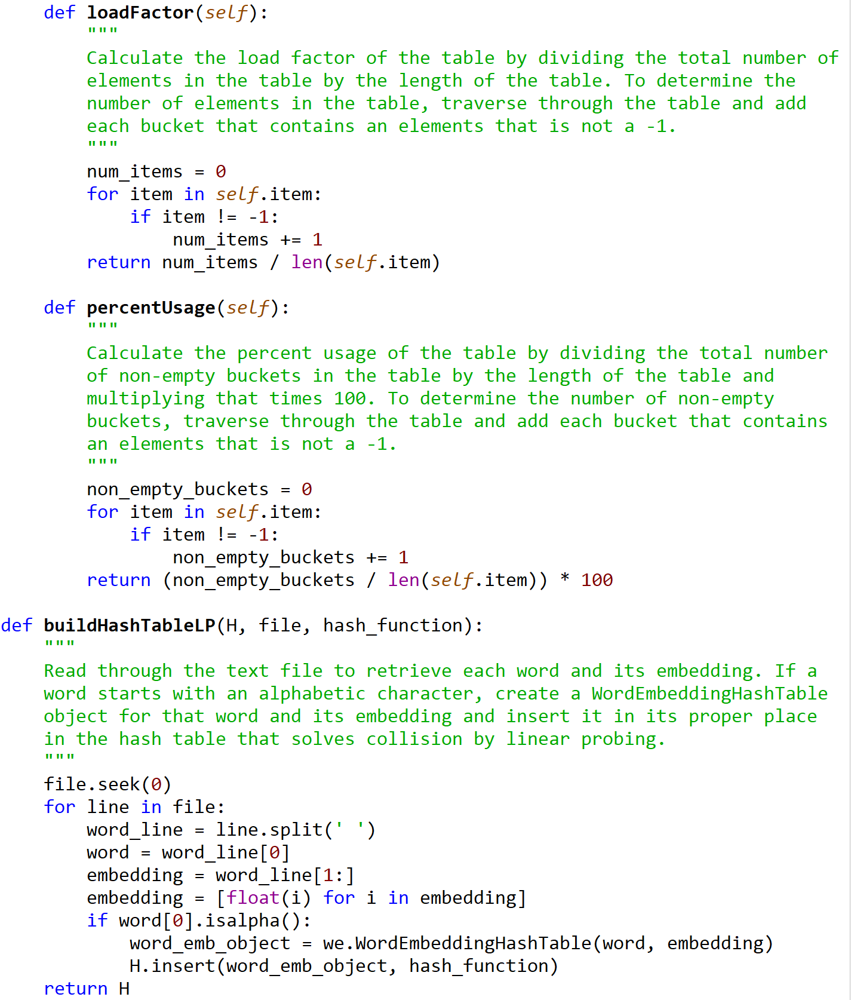 def loadFactor(self):
        """
        Calculate the load factor of the table by dividing the total number of
        elements in the table by the length of the table. To determine the
        number of elements in the table, traverse through the table and add
        each bucket that contains an elements that is not a -1.
        """
        num_items = 0
        for item in self.item:
            if item != -1:
                num_items += 1
        return num_items / len(self.item)

    def percentUsage(self):
        """
        Calculate the percent usage of the table by dividing the total number
        of non-empty buckets in the table by the length of the table and
        multiplying that times 100. To determine the number of non-empty
        buckets, traverse through the table and add each bucket that contains
        an elements that is not a -1.
        """
        non_empty_buckets = 0
        for item in self.item:
            if item != -1:
                non_empty_buckets += 1
        return (non_empty_buckets / len(self.item)) * 100

def buildHashTableLP(H, file, hash_function):
    """
    Read through the text file to retrieve each word and its embedding. If a
    word starts with an alphabetic character, create a WordEmbeddingHashTable
    object for that word and its embedding and insert it in its proper place
    in the hash table that solves collision by linear probing.
    """
    file.seek(0)
    for line in file:
        word_line = line.split(' ')
        word = word_line[0]
        embedding = word_line[1:]
        embedding = [float(i) for i in embedding]
        if word[0].isalpha():
            word_emb_object = we.WordEmbeddingHashTable(word, embedding)
            H.insert(word_emb_object, hash_function)
    return H